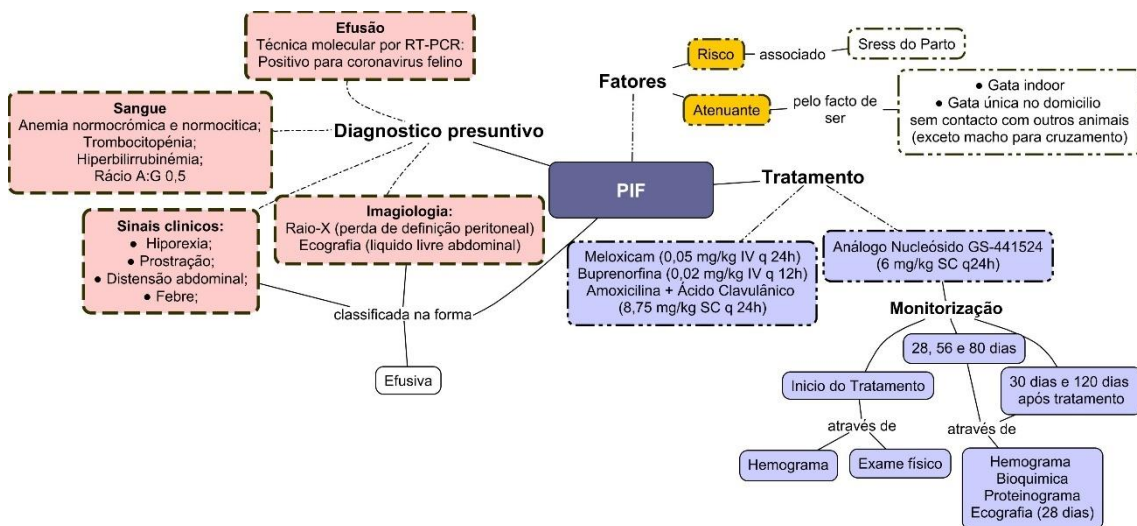 Efusão
Técnica molecular por RT-PCR:
Positivo para coronavirus felino
Sangue
Anemia normocrómica e normocitica;
Trombocitopénia;
Hiperbilirrubinémia;
Rácio A:G 0,5
Diagnostico presuntivo
Sinais clinicos:
● Hiporexia;
● Prostração;
● Distensão abdominal;
● Febre;
Imagiologia:
Raio-X (perda de definição peritoneal)
Ecografia (liquido livre abdominal)
classificada na forma
Efusiva
PIF
Fatores
Risco
associado
Sress do Parto
Atenuante
pelo facto de
ser
● Gata indoor
● Gata única no domicilio
sem contacto com outros animais
(exceto macho para cruzamento)
Tratamento
Meloxicam (0,05 mg/kg IV q 24h)
Buprenorfina (0,02 mg/kg IV q 12h)
Amoxicilina + Ácido Clavulânico
(8,75 mg/kg SC q 24h)
Análogo Nucleósido GS-441524
(6 mg/kg SC q24h)
Monitorização
Inicio do Tratamento
28, 56 e 80 dias
30 dias e 120 dias
após tratamento
através de
através de
Hemograma
Exame físico
Hemograma
Bioquimica
Proteinograma
Ecografia (28 dias)